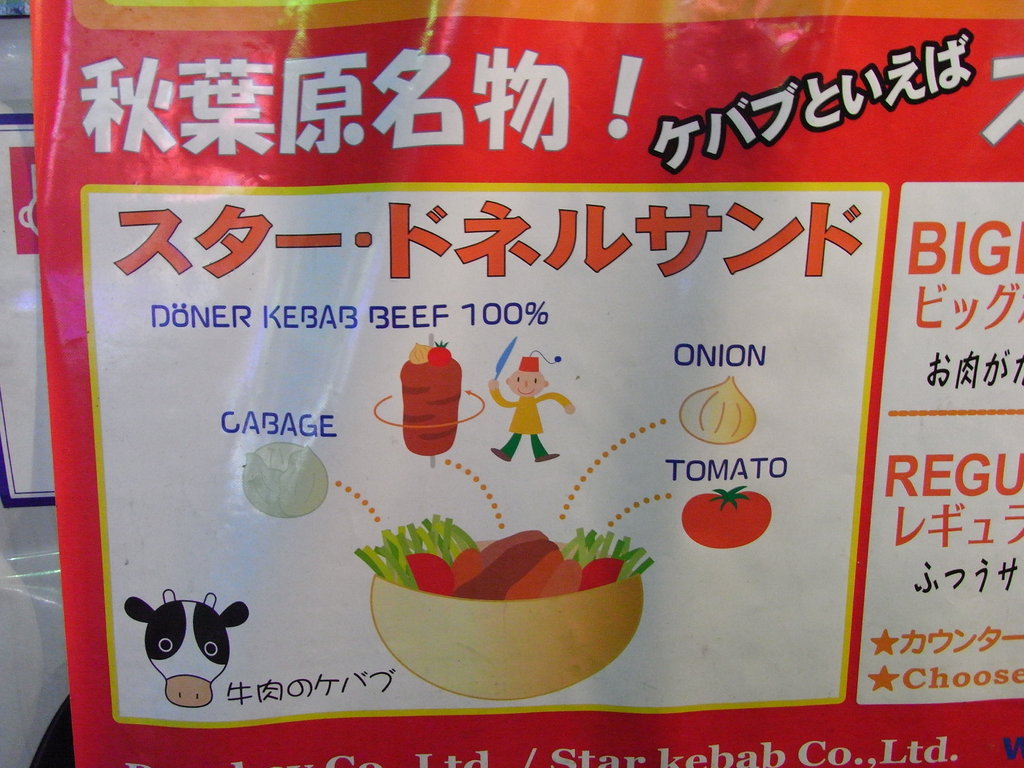 秋葉原名物！
ケバブといえば
スター・ドネルサンド
DÖNER KEBAB BEEF 100%
ONION
CABAGE
TOMATO
牛肉のケバブ
ビッグ
お肉が
レギュラ
ふつうサ
★カウンター
★Choose
Co.,Ltd. / Star kebab Co.,Ltd.